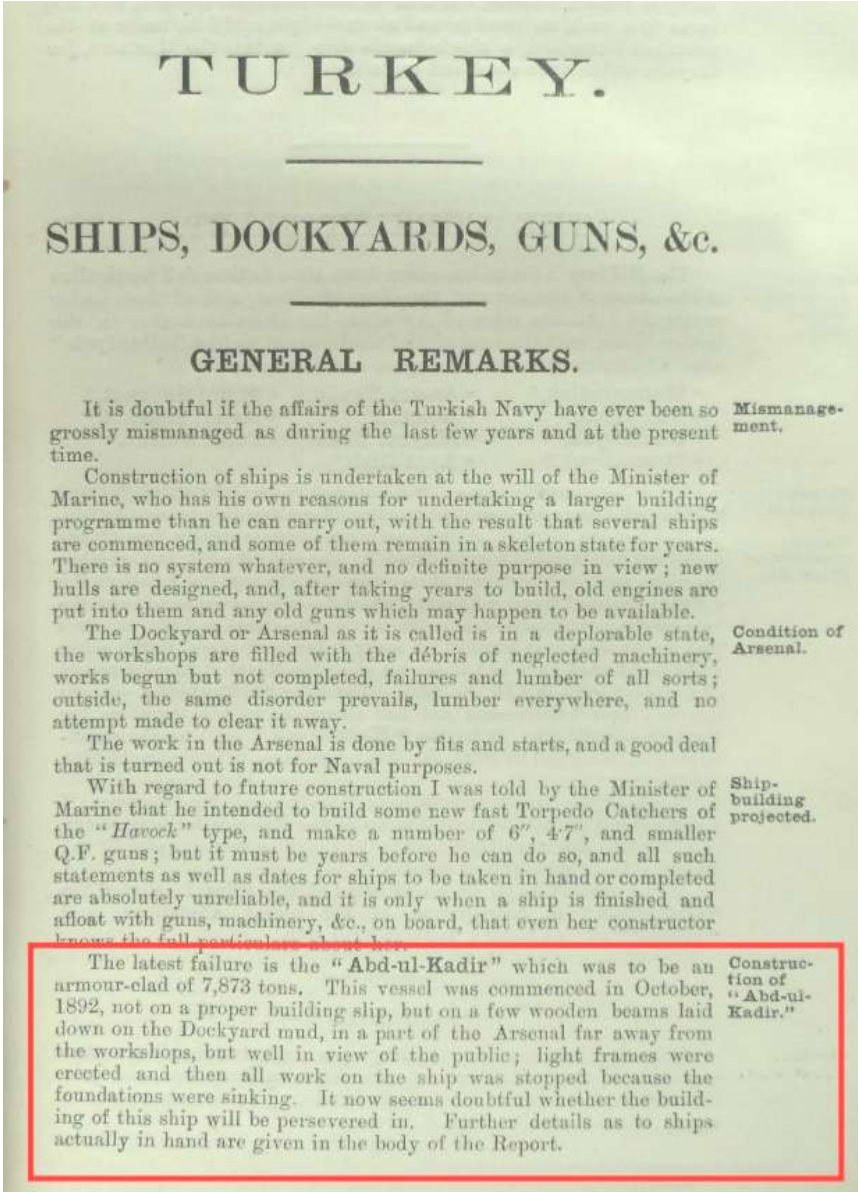 TURKEY.
SHIPS, DOCKYARDS, GUNS, &c.
GENERAL REMARKS.
It is doubtful if the affairs of the Turkish Navy have ever been so
grossly mismanaged as during the last few years and at the present
time.
Mismanage-
ment.
Construction of ships is undertaken at the will of the Minister of
Marine, who has his own reasons for undertaking a larger building
programme than he can carry out, with the result that several ships
are commenced, and some of them remain in a skeleton state for years.
There is no system whatever, and no definite purpose in view; new
hulls are designed, and, after taking years to build, old engines are
put into them and any old guns which may happen to be available.
The Dockyard or Arsenal as it is called is in a deplorable state,
the workshops are filled with the débris of neglected machinery,
works begun but not completed, failures and lumber of all sorts;
outside, the same disorder prevails, lumber everywhere, and no
attempt made to clear it away.
Condition of
Arsenal.
The work in the Arsenal is done by fits and starts, and a good deal
that is turned out is not for Naval purposes.
With regard to future construction I was told by the Minister of
Marine that he intended to build some new fast Torpedo Catchers of
the "Havock" type, and make a number of 6", 4·7", and smaller
Q.F. guns; but it must be years before he can do so, and all such
statements as well as dates for ships to be taken in hand or completed
are absolutely unreliable, and it is only when a ship is finished and
afloat with guns, machinery, &c., on board, that even her constructor
knows the full particulars about her.
Ship-
building
projected.
The latest failure is the "Abd-ul-Kadir" which was to be an
armour-clad of 7,873 tons. This vessel was commenced in October,
1892, not on a proper building slip, but on a few wooden beams laid
down on the Dockyard mud, in a part of the Arsenal far away from
the workshops, but well in view of the public; light frames were
erected and then all work on the ship was stopped because the
foundations were sinking. It now seems doubtful whether the build-
ing of this ship will be persevered in. Further details as to ships
actually in hand are given in the body of the Report.
Construc-
tion of
"Abd-ul-
Kadir."